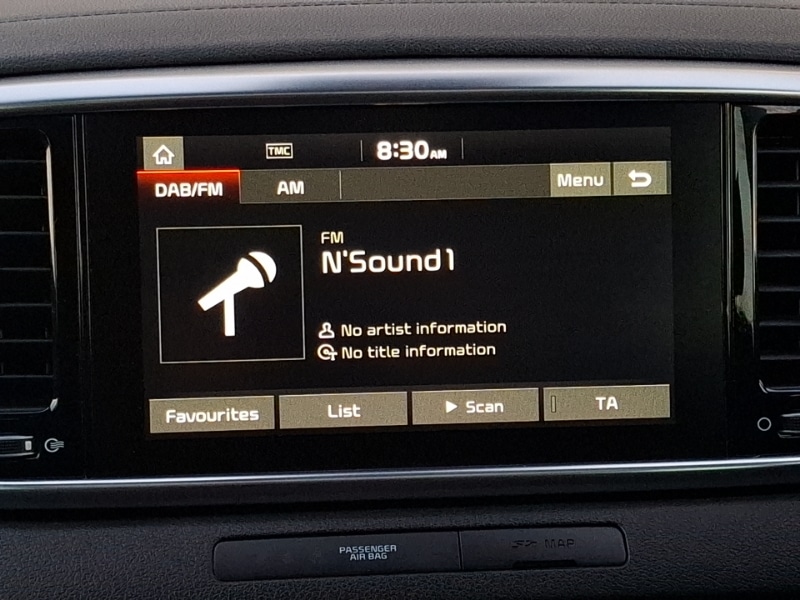 TMC
8:30AM
DAB/FM
AM
Menu
FM
N'Sound1
No artist information
No title information
Favourites
List
Scan
TA
PASSENGER
AIR BAG
MAP